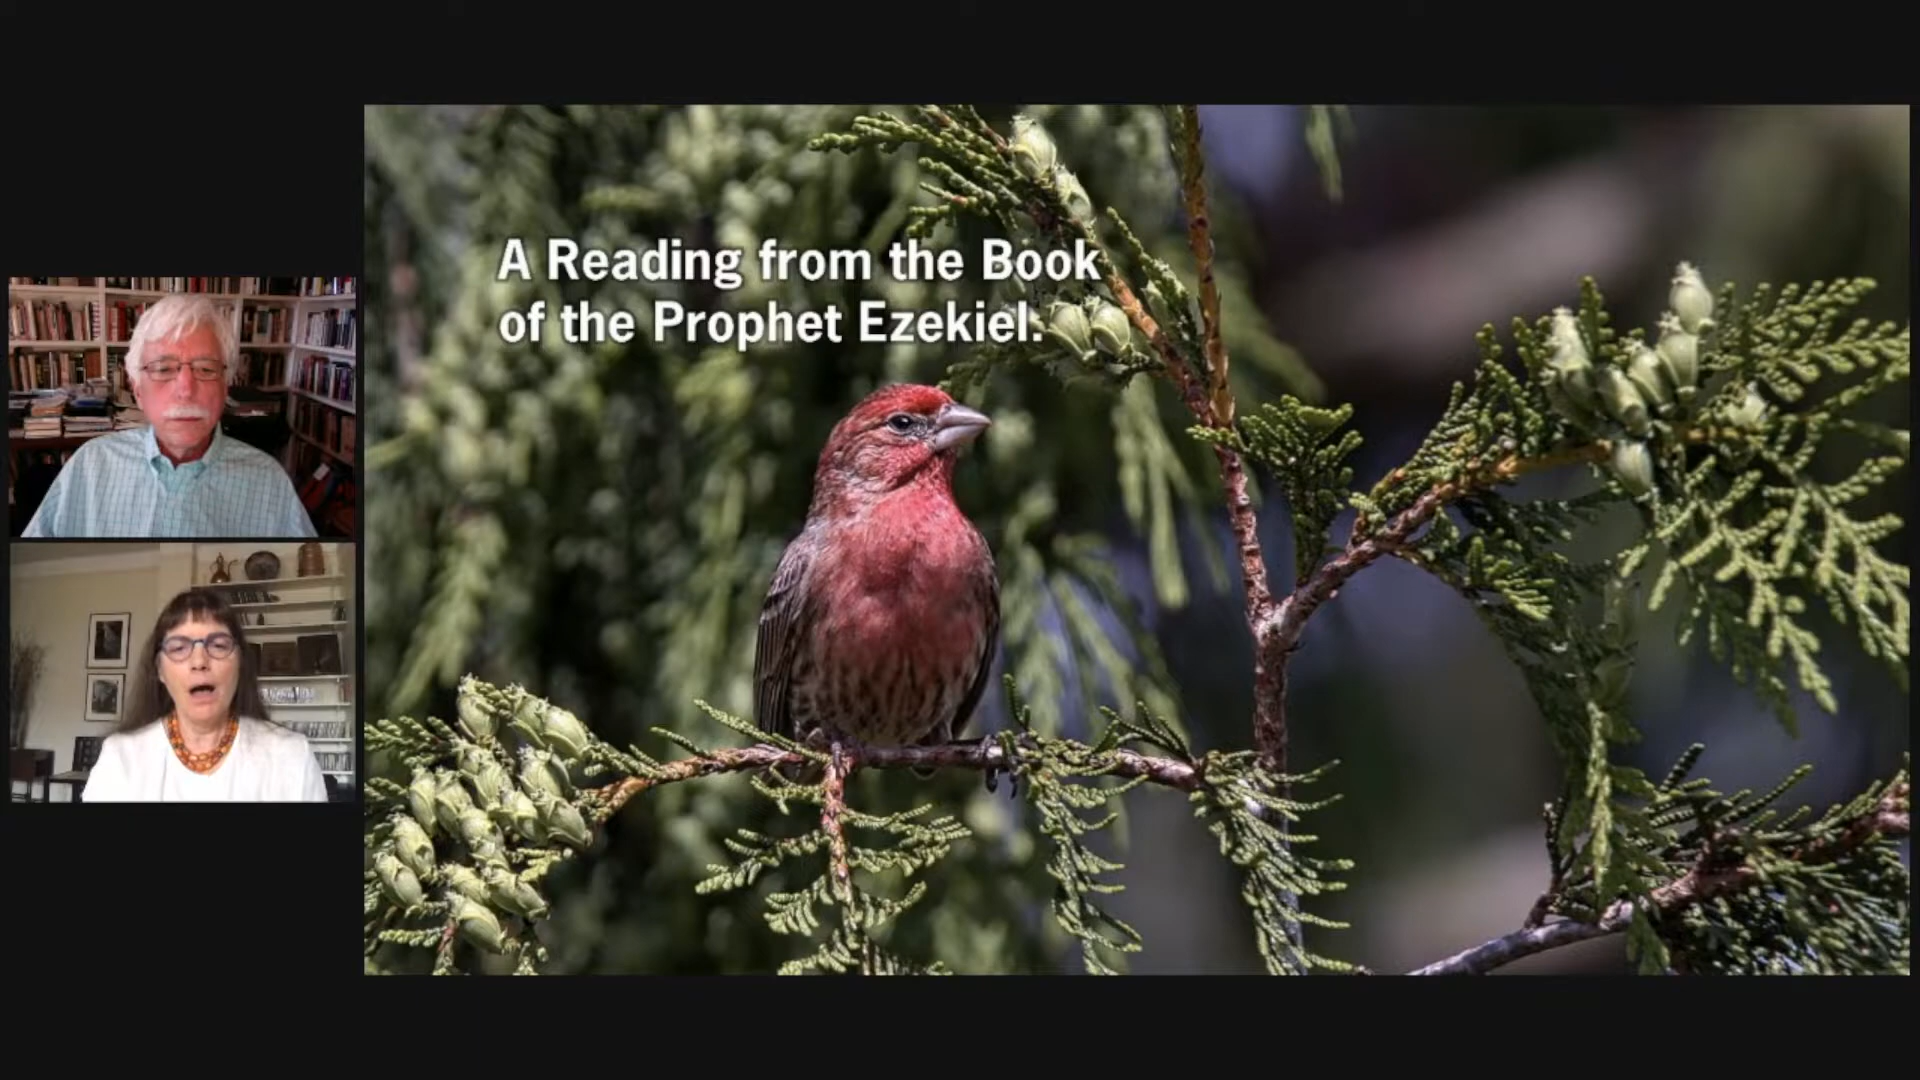 A Reading from the Book
of the Prophet Ezekiel.